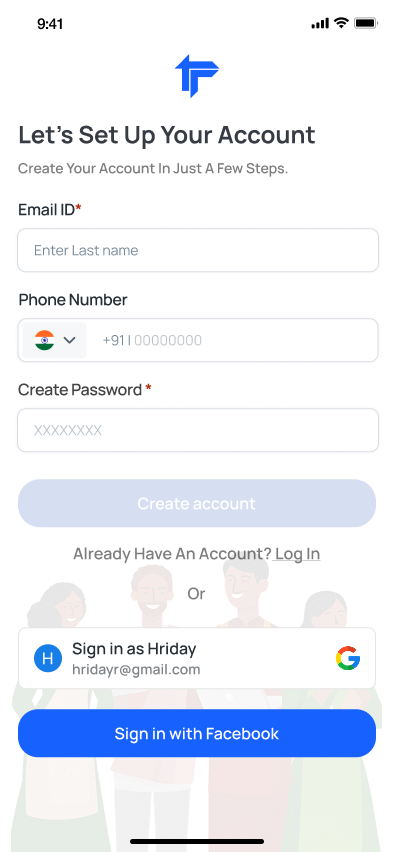 9:41
Let's Set Up Your Account
Create Your Account In Just A Few Steps.
Email ID*
Enter Last name
Phone Number
+91 | 00000000
Create Password *
XXXXXXXX
Create account
Already Have An Account? Log In
Or
H
Sign in as Hriday
hridayr@gmail.com
Sign in with Facebook